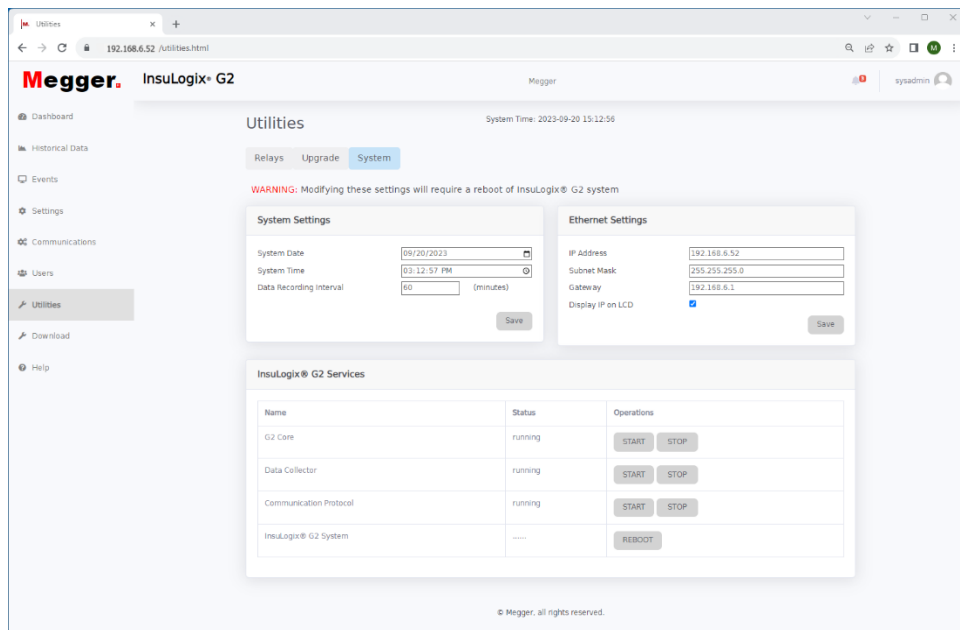 Utilities
192.168.6.52 /utilities.html
M
Megger.
InsuLogix® G2
Megger
sysadmin
Dashboard
Historical Data
Events
Settings
Communications
Users
Utilities
Download
Help
Utilities
System Time: 2023-09-20 15:12:56
Relays Upgrade System
WARNING: Modifying these settings will require a reboot of InsuLogix® G2 system
System Settings
System Date 09/20/2023
System Time 03:12:57 PM
Data Recording Interval 60 (minutes)
Save
Ethernet Settings
IP Address 192.168.6.52
Subnet Mask 255.255.255.0
Gateway 192.168.6.1
Display IP on LCD
Save
InsuLogix® G2 Services
Name Status Operations
G2 Core running START STOP
Data Collector running START STOP
Communication Protocol running START STOP
InsuLogix® G2 System ...... REBOOT
© Megger, all rights reserved.